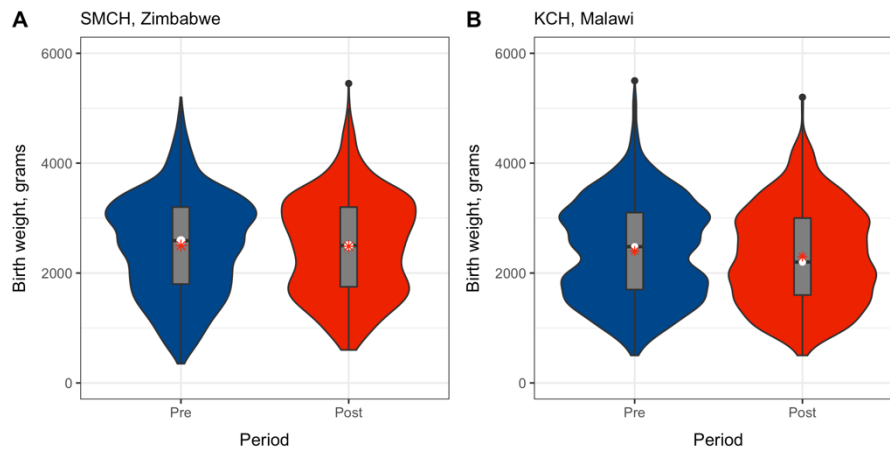 A SMCH, Zimbabwe
6000
4000
2000
0
Birth weight, grams
Pre Post
Period
B KCH, Malawi
6000
4000
2000
0
Birth weight, grams
Pre Post
Period